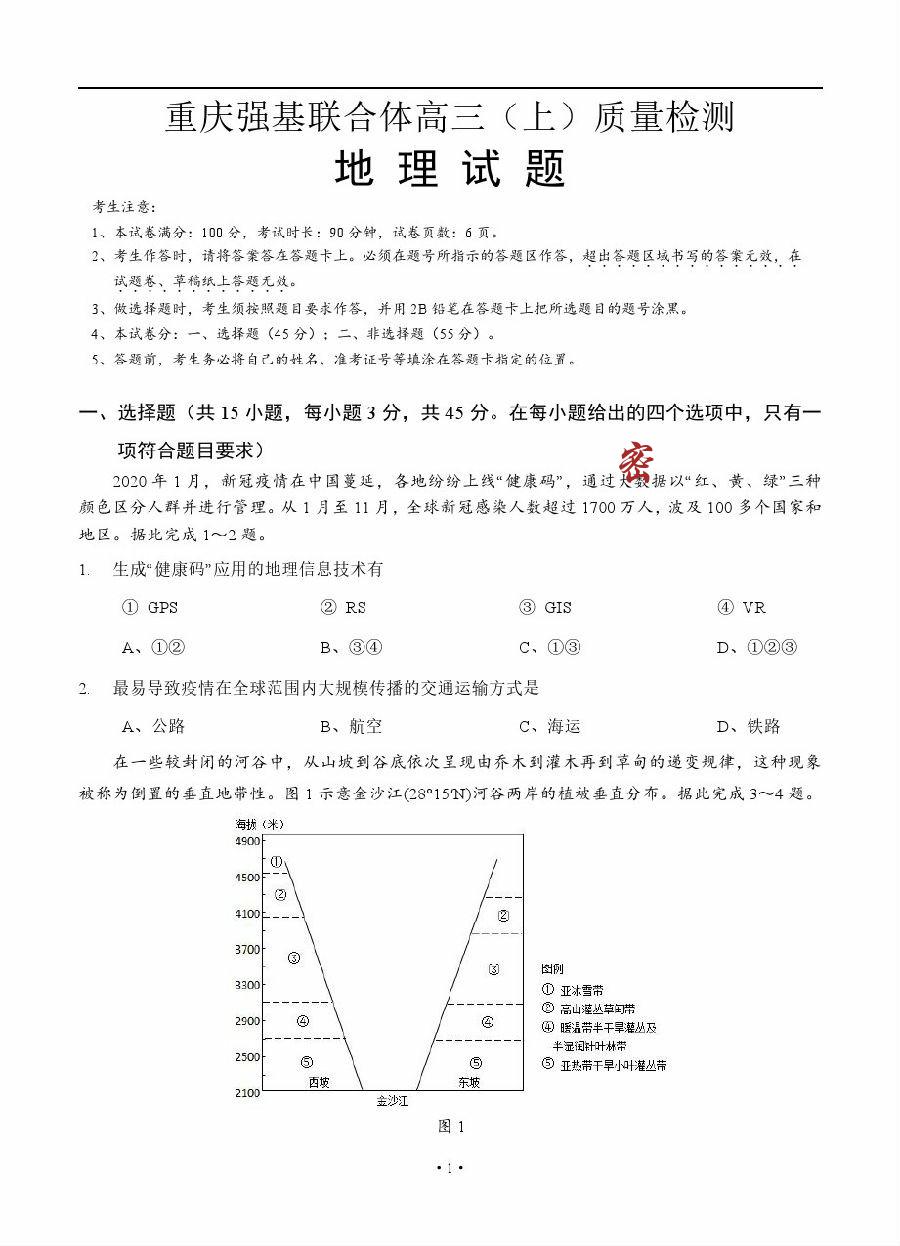 重庆强基联合体高三（上）质量检测
地 理 试 题
考生注意：
1、本试卷满分：100 分，考试时长：90 分钟，试卷页数：6 页。
2、考生作答时，请将答案答在答题卡上。必须在题号所指示的答题区作答，超出答题区域书写的答案无效，在
试题卷、草稿纸上答题无效。
3、做选择题时，考生须按照题目要求作答，并用 2B 铅笔在答题卡上把所选题目的题号涂黑。
4、本试卷分：一、选择题（45 分）；二、非选择题（55 分）。
5、答题前，考生务必将自己的姓名、准考证号等填涂在答题卡指定的位置。
一、选择题（共 15 小题，每小题 3 分，共 45 分。在每小题给出的四个选项中，只有一
项符合题目要求）
密
2020 年 1 月，新冠疫情在中国蔓延，各地纷纷上线“健康码”，通过大数据以“红、黄、绿”三种
颜色区分人群并进行管理。从 1 月至 11 月，全球新冠感染人数超过 1700 万人，波及 100 多个国家和
地区。据此完成 1～2 题。
1. 生成“健康码”应用的地理信息技术有
① GPS ② RS ③ GIS ④ VR
A、①② B、③④ C、①③ D、①②③
2. 最易导致疫情在全球范围内大规模传播的交通运输方式是
A、公路 B、航空 C、海运 D、铁路
在一些较封闭的河谷中，从山坡到谷底依次呈现由乔木到灌木再到草甸的递变规律，这种现象
被称为倒置的垂直地带性。图 1 示意金沙江(28°15′N)河谷两岸的植被垂直分布。据此完成 3～4 题。
海拔（米）
4900
4500
4100
3700
3300
2900
2500
2100
①
②
③
④
⑤
西坡
②
③
④
⑤
东坡
金沙江
图例
① 亚冰雪带
② 高山灌丛草甸带
④ 暖温带半干旱灌丛及
半湿润针叶林带
⑤ 亚热带干旱小叶灌丛带
图 1
· 1 ·